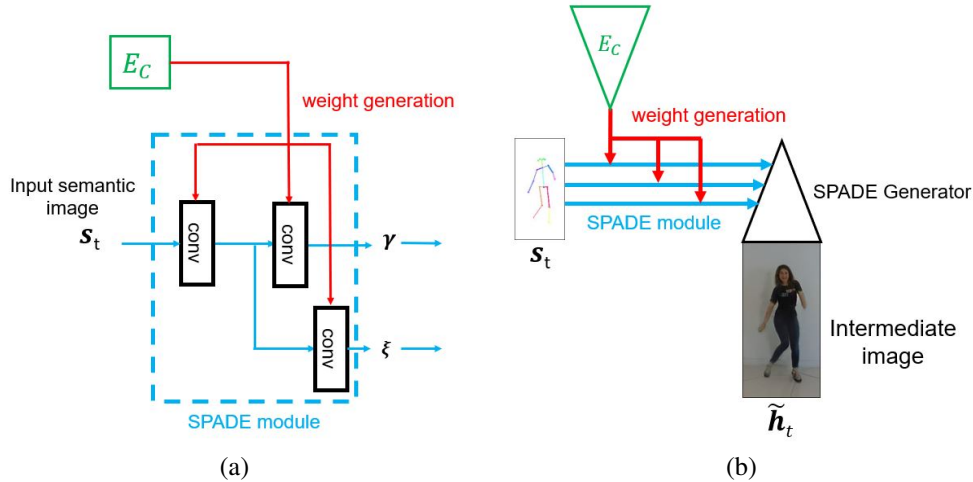 E_C
weight generation
Input semantic
image
s_t
conv
conv
conv
γ
ξ
SPADE module
(a)
E_C
weight generation
SPADE Generator
SPADE module
s_t
Intermediate
image
h̃_t
(b)